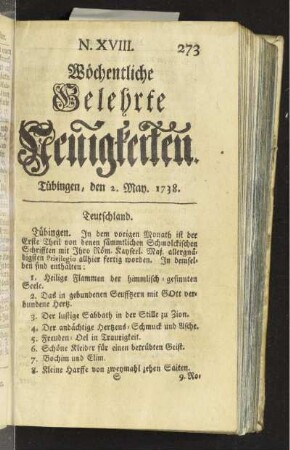 N. XVIII. 273
Wöchentliche
Gelehrte
Neuigkeiten.
Tübingen, den 2. May. 1738.
Teutschland.
Tübingen. In dem vorigen Monath ist der
Erste Theil von denen sämmtlichen Schmolckischen
Schrifften mit Ihro Röm. Kayserl. Maj. allergnä-
digsten Privilegio allhier fertig worden. In demsel-
ben sind enthalten:
1. Heilige Flammen der himmlisch-gesinnten
Seele.
2. Das in gebundenen Seuffzern mit GOtt ver-
bundene Hertz.
3. Der lustige Sabbath in der Stille zu Zion.
4. Der andächtige Hertzens-Schmuck und Asche.
5. Freuden-Oel in Traurigkeit.
6. Schöne Kleider für einen betrübten Geist.
7. Bochim und Elim.
8. Kleine Harffe von zweymahl zehen Saiten.
S 9. No-